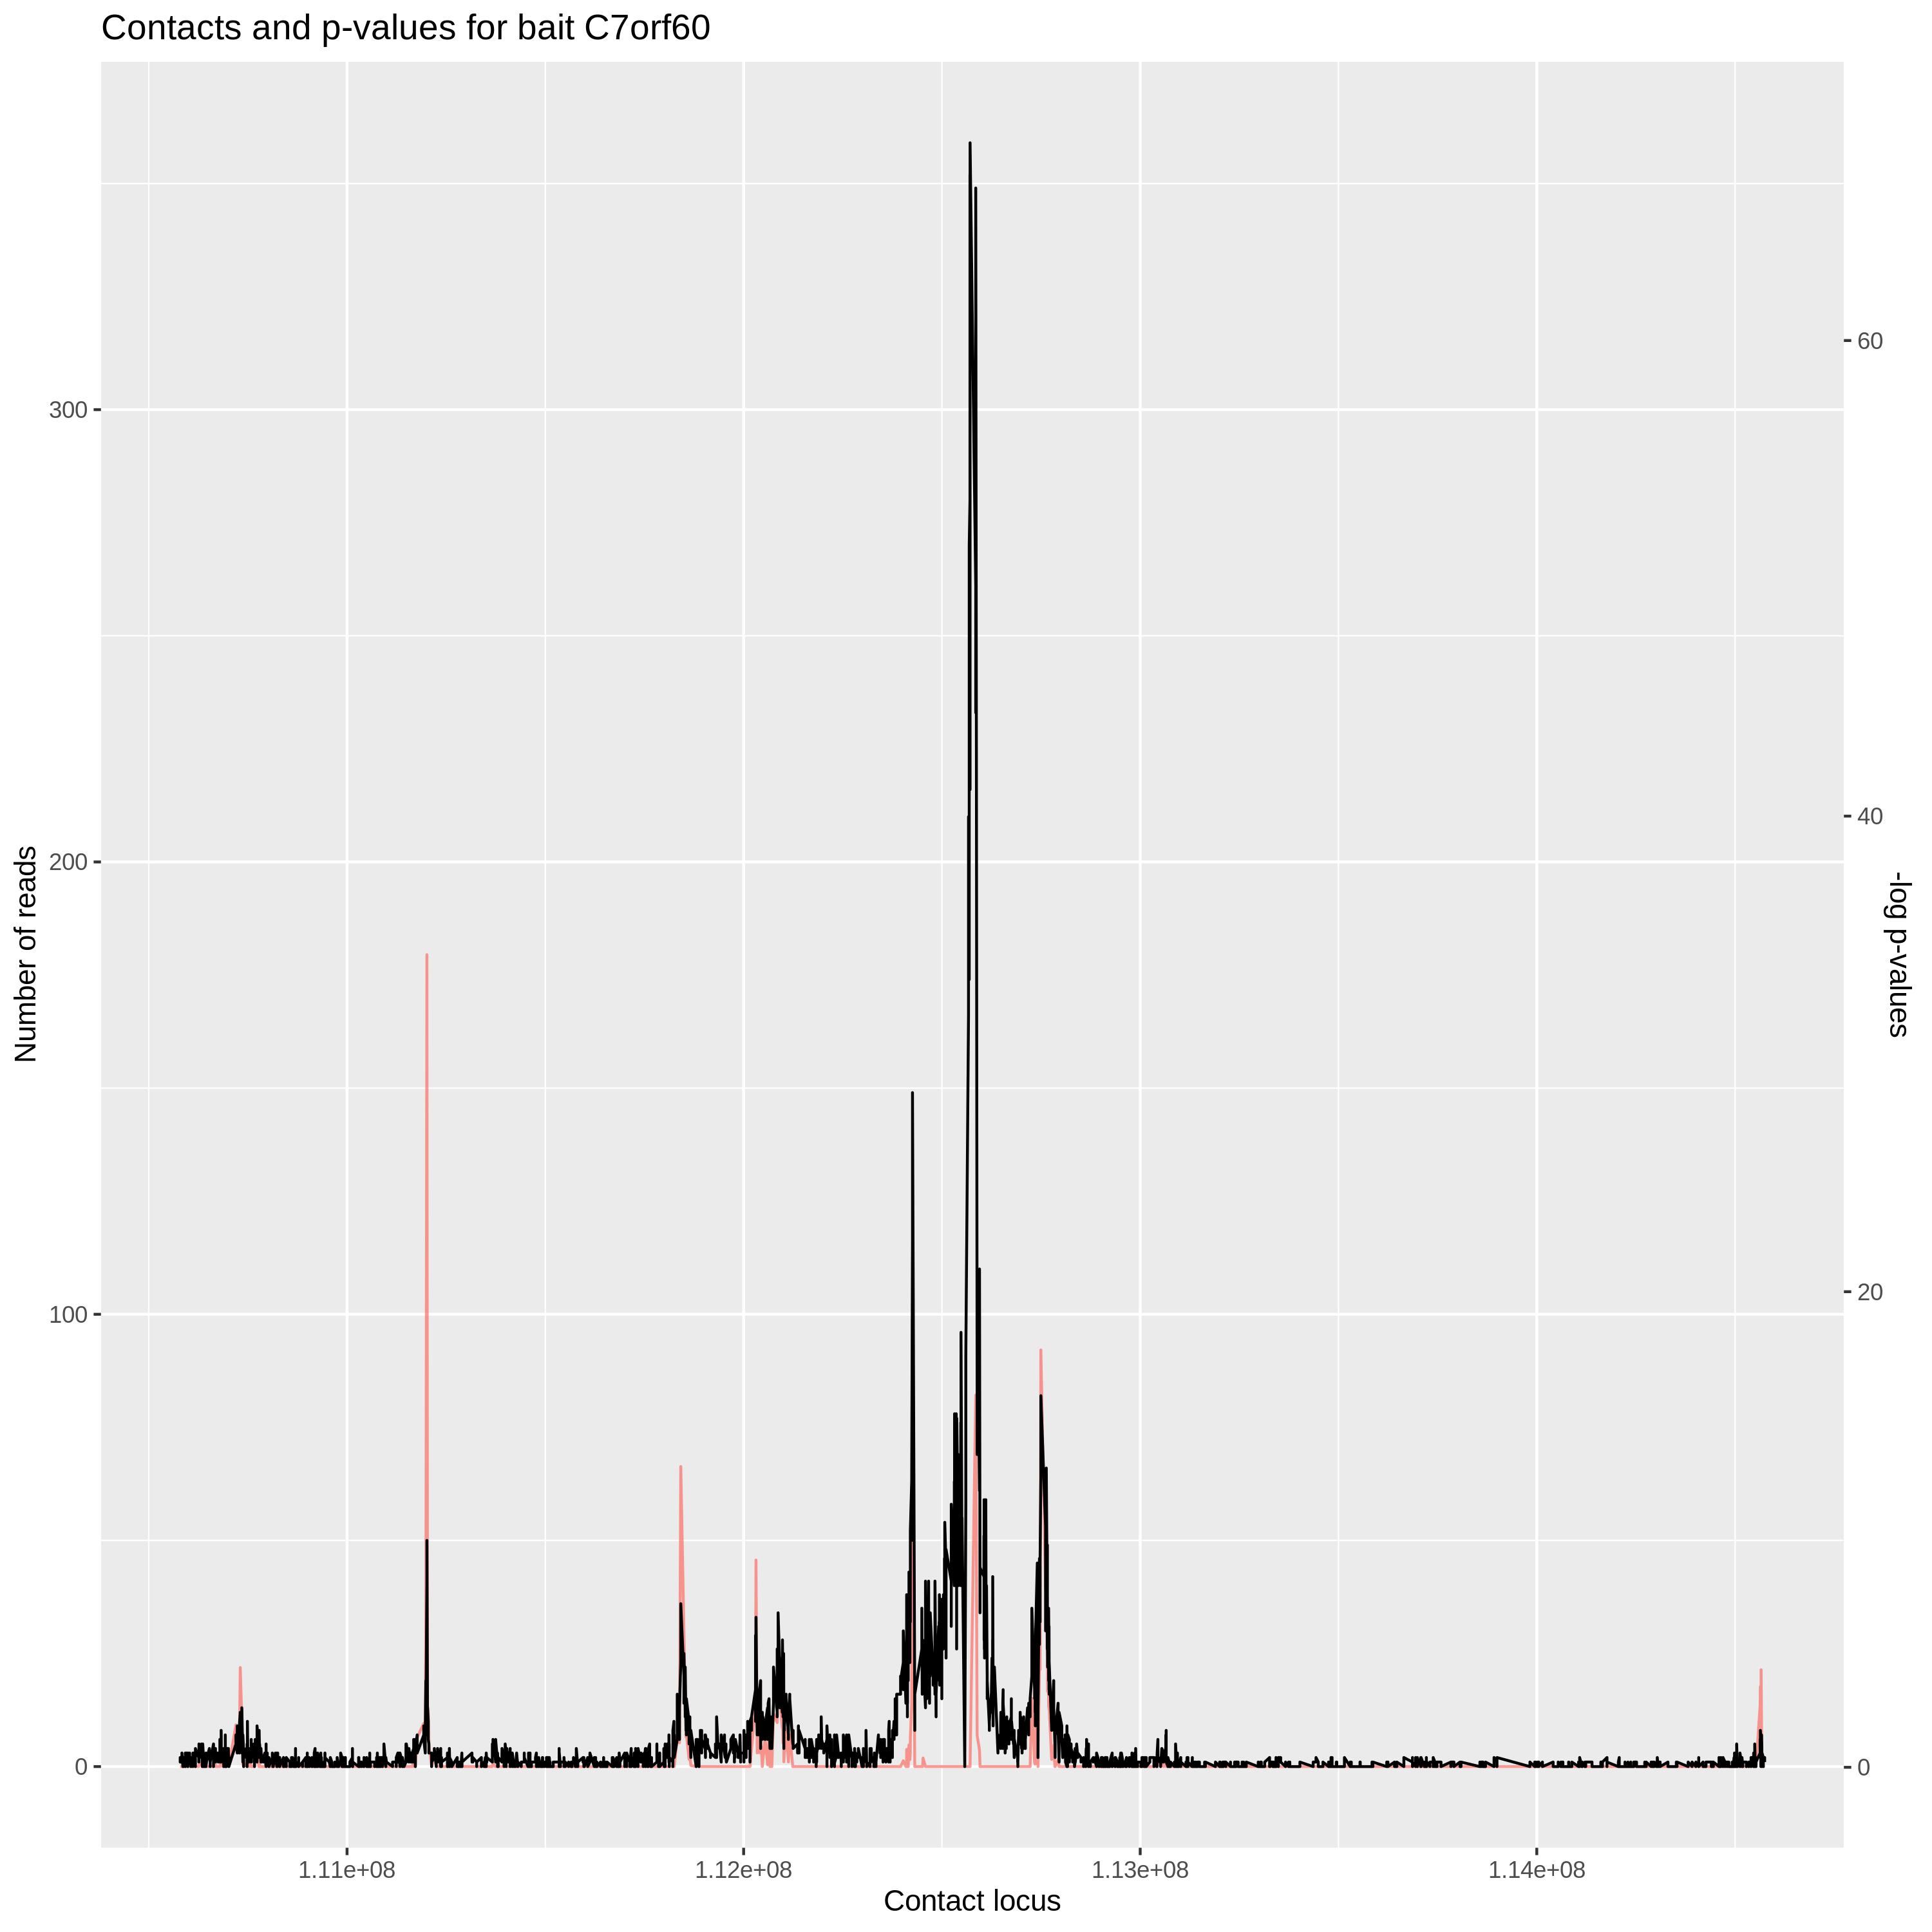 Contacts and p-values for bait C7orf60
300
200
100
0
Number of reads
60
40
20
0
-log p-values
1.11e+08
1.12e+08
1.13e+08
1.14e+08
Contact locus